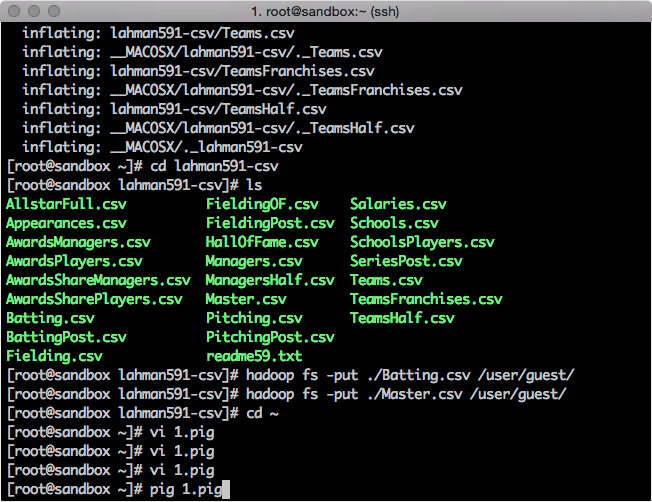 1. root@sandbox:~ (ssh)
inflating: lahman591-csv/Teams.csv
inflating: __MACOSX/lahman591-csv/._Teams.csv
inflating: lahman591-csv/TeamsFranchises.csv
inflating: __MACOSX/lahman591-csv/._TeamsFranchises.csv
inflating: lahman591-csv/TeamsHalf.csv
inflating: __MACOSX/lahman591-csv/._TeamsHalf.csv
inflating: __MACOSX/._lahman591-csv
[root@sandbox ~]# cd lahman591-csv
[root@sandbox lahman591-csv]# ls
AllstarFull.csv FieldingOF.csv Salaries.csv
Appearances.csv FieldingPost.csv Schools.csv
AwardsManagers.csv HallOfFame.csv SchoolsPlayers.csv
AwardsPlayers.csv Managers.csv SeriesPost.csv
AwardsShareManagers.csv ManagersHalf.csv Teams.csv
AwardsSharePlayers.csv Master.csv TeamsFranchises.csv
Batting.csv Pitching.csv TeamsHalf.csv
BattingPost.csv PitchingPost.csv
Fielding.csv readme59.txt
[root@sandbox lahman591-csv]# hadoop fs -put ./Batting.csv /user/guest/
[root@sandbox lahman591-csv]# hadoop fs -put ./Master.csv /user/guest/
[root@sandbox lahman591-csv]# cd ~
[root@sandbox ~]# vi 1.pig
[root@sandbox ~]# vi 1.pig
[root@sandbox ~]# vi 1.pig
[root@sandbox ~]# pig 1.pig